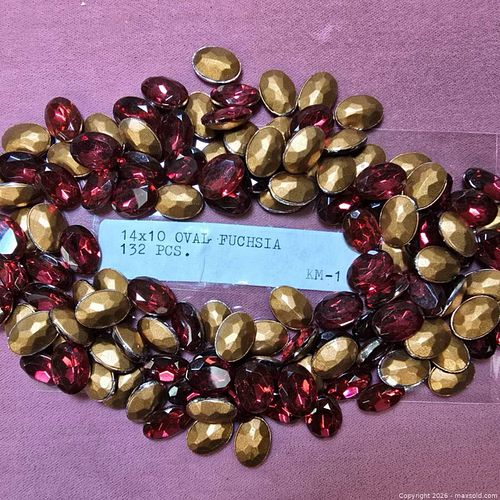 14x10 OVAL FUCHSIA
132 PCS.
KM-1
Copyright 2026 - maxsold.com